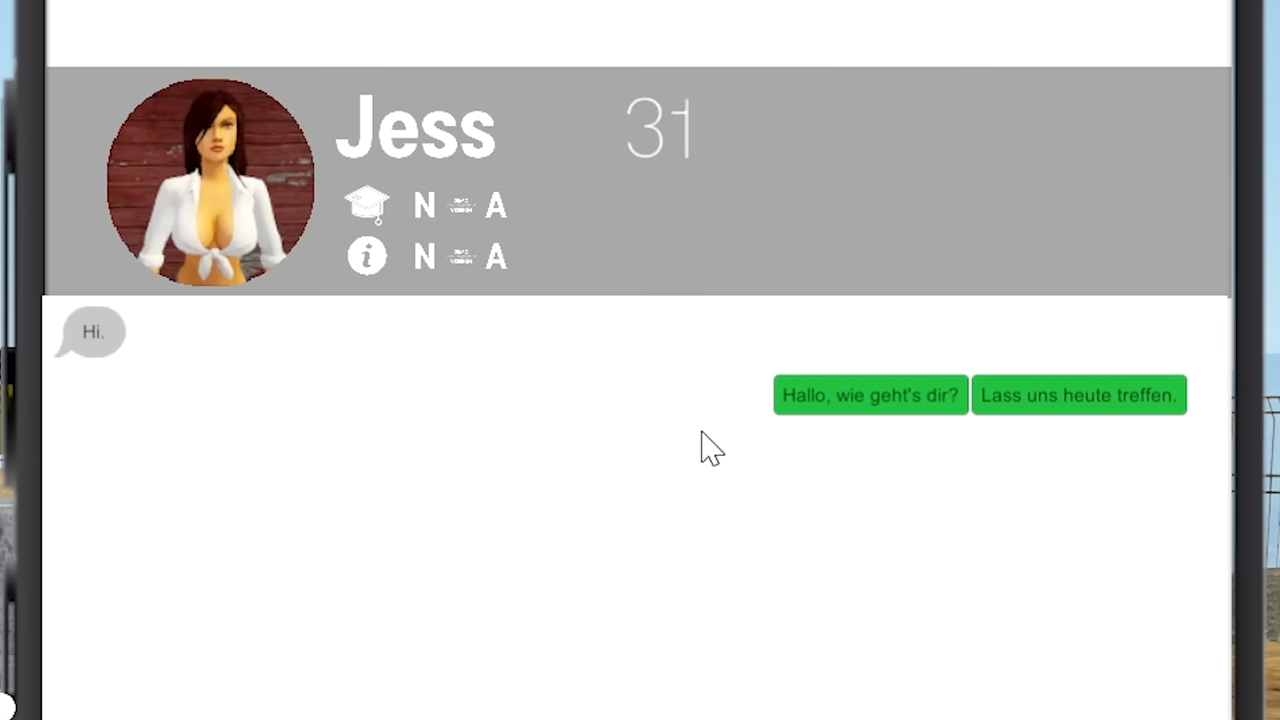 Jess 31
N A
N A
Hi.
Hallo, wie geht's dir? Lass uns heute treffen.